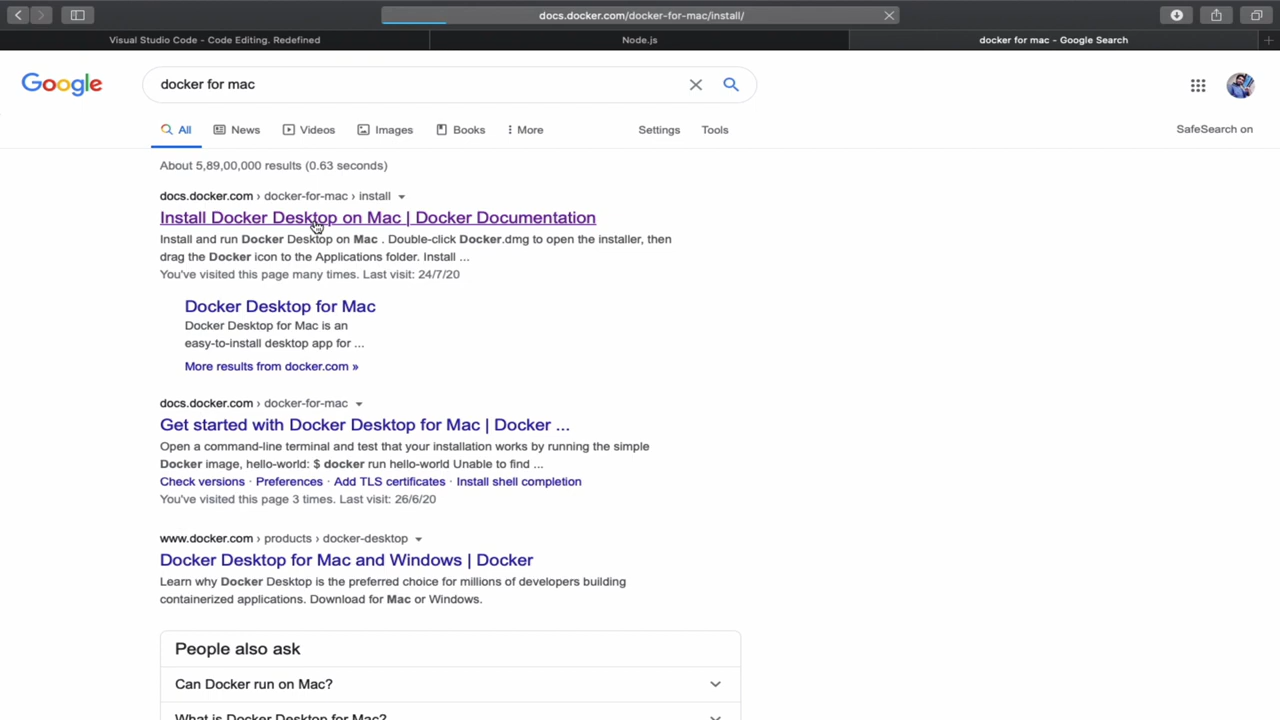 docs.docker.com/docker-for-mac/install/
Visual Studio Code - Code Editing. Redefined
Node.js
docker for mac - Google Search
Google
docker for mac
All
News
Videos
Images
Books
More
Settings
Tools
SafeSearch on
About 5,89,00,000 results (0.63 seconds)
docs.docker.com › docker-for-mac › install
Install Docker Desktop on Mac | Docker Documentation
Install and run Docker Desktop on Mac . Double-click Docker.dmg to open the installer, then
drag the Docker icon to the Applications folder. Install ...
You've visited this page many times. Last visit: 24/7/20
Docker Desktop for Mac
Docker Desktop for Mac is an
easy-to-install desktop app for ...
More results from docker.com »
docs.docker.com › docker-for-mac
Get started with Docker Desktop for Mac | Docker ...
Open a command-line terminal and test that your installation works by running the simple
Docker image, hello-world: $ docker run hello-world Unable to find ...
Check versions · Preferences · Add TLS certificates · Install shell completion
You've visited this page 3 times. Last visit: 26/6/20
www.docker.com › products › docker-desktop
Docker Desktop for Mac and Windows | Docker
Learn why Docker Desktop is the preferred choice for millions of developers building
containerized applications. Download for Mac or Windows.
People also ask
Can Docker run on Mac?
What is Docker Desktop for Mac?